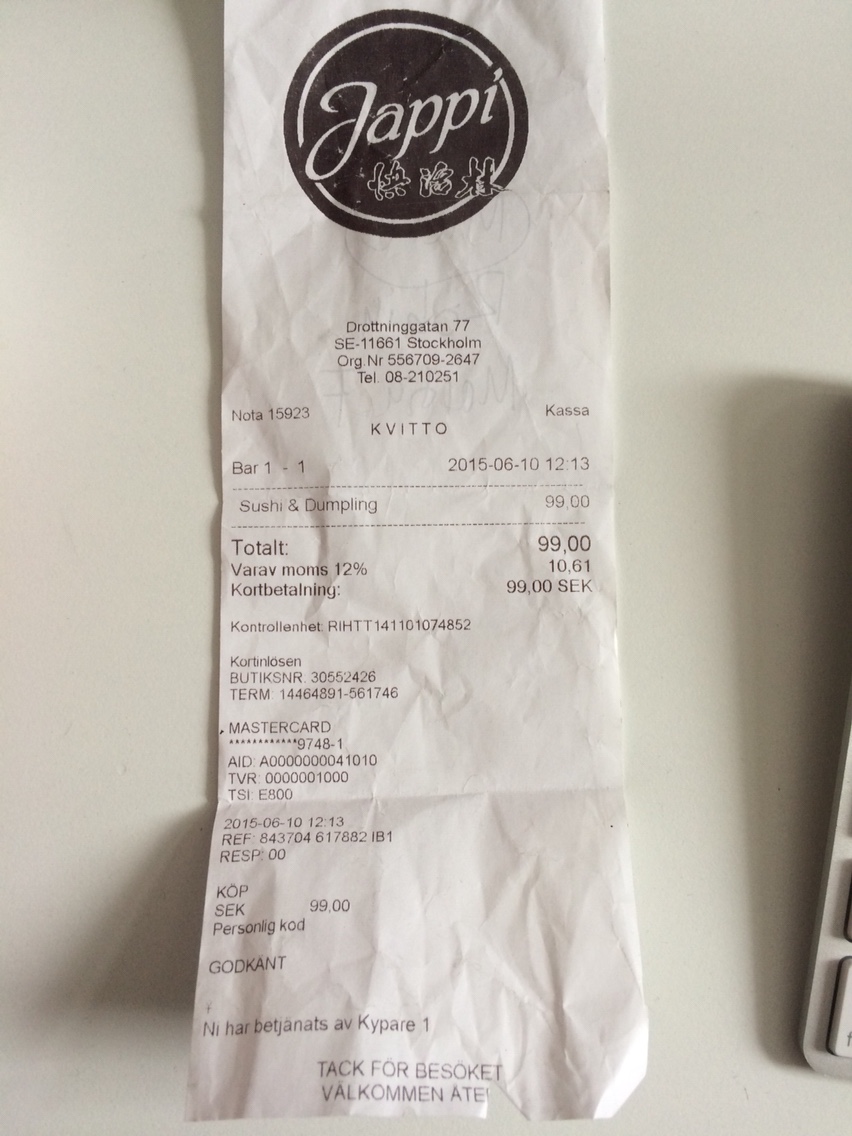 Jappi
Drottninggatan 77
SE-11661 Stockholm
Org.Nr 556709-2647
Tel. 08-210251
Nota 15923 Kassa
KVITTO
Bar 1 - 1 2015-06-10 12:13
Sushi & Dumpling 99,00
Totalt: 99,00
Varav moms 12% 10,61
Kortbetalning: 99,00 SEK
Kontrollenhet: RIHTT141101074852
Kortinlösen
BUTIKSNR. 30552426
TERM: 14464891-561746
MASTERCARD
************9748-1
AID: A0000000041010
TVR: 0000001000
TSI: E800
2015-06-10 12:13
REF: 843704 617882 IB1
RESP: 00
KÖP
SEK 99.00
Personlig kod
GODKÄNT
Ni har betjänats av Kypare 1
TACK FÖR BESÖKET
VÄLKOMMEN ÅTE